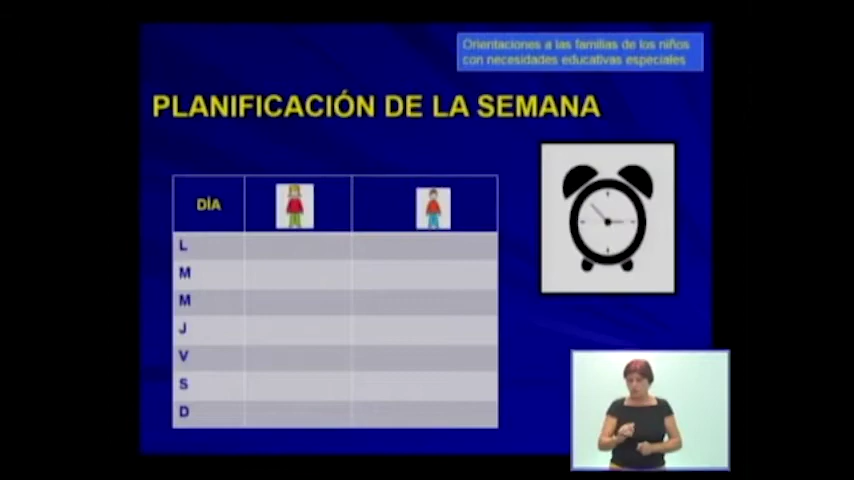 Orientaciones a las familias de los niños
con necesidades educativas especiales
PLANIFICACIÓN DE LA SEMANA
DÍA
L
M
M
J
V
S
D